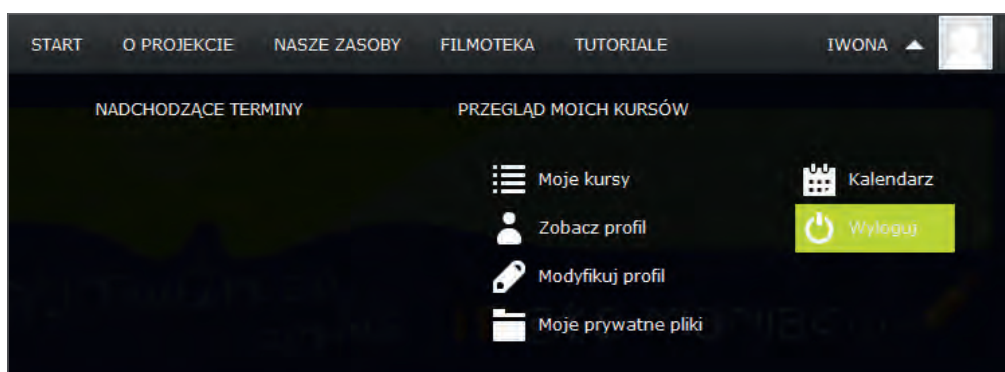 START O PROJEKCIE NASZE ZASOBY FILMOTEKA TUTORIALE IWONA
NADCHODZĄCE TERMINY PRZEGLĄD MOICH KURSÓW
Moje kursy Kalendarz
Zobacz profil Wyloguj
Modyfikuj profil
Moje prywatne pliki